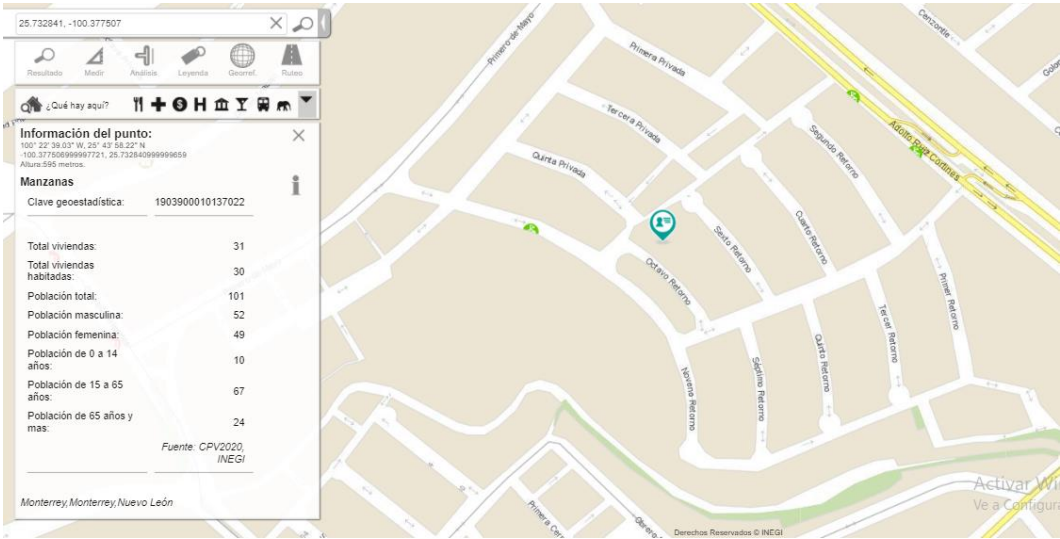 25.732841, -100.377507
Resultado
Medir
Análisis
Leyenda
Georref.
Ruteo
¿Qué hay aquí?
Información del punto:
100° 22' 39.03" W, 25° 43' 58.22" N
-100.377506999997721, 25.732840999999659
Altura:595 metros.
Manzanas
Clave geoestadística: 1903900010137022
Total viviendas: 31
Total viviendas
habitadas: 30
Población total: 101
Población masculina: 52
Población femenina: 49
Población de 0 a 14
años: 10
Población de 15 a 65
años: 67
Población de 65 años y
mas: 24
Fuente: CPV2020,
INEGI
Monterrey,Monterrey,Nuevo León
Primero de Mayo
Primera Privada
Tercera Privada
Quinta Privada
Cenzontle
Adolfo Ruiz Cortines
Segundo Retorno
Cuarto Retorno
Sexto Retorno
Octavo Retorno
Primer Retorno
Tercer Retorno
Quinto Retorno
Séptimo Retorno
Noveno Retorno
Primera
Derechos Reservados © INEGI
Activar Wi
Ve a Configura